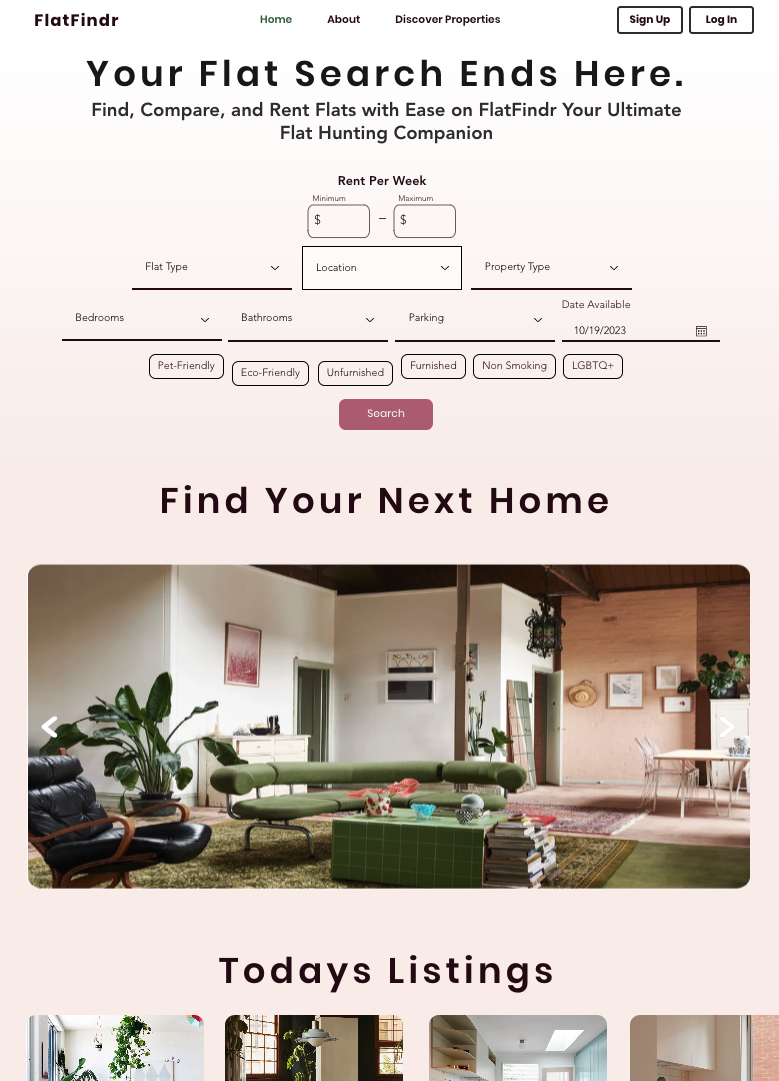 FlatFindr
Home About Discover Properties
Sign Up Log In
Your Flat Search Ends Here.
Find, Compare, and Rent Flats with Ease on FlatFindr Your Ultimate
Flat Hunting Companion
Rent Per Week
Minimum Maximum
$ – $
Flat Type Location Property Type
Date Available
Bedrooms Bathrooms Parking 10/19/2023
Pet-Friendly Eco-Friendly Unfurnished Furnished Non Smoking LGBTQ+
Search
Find Your Next Home
Todays Listings